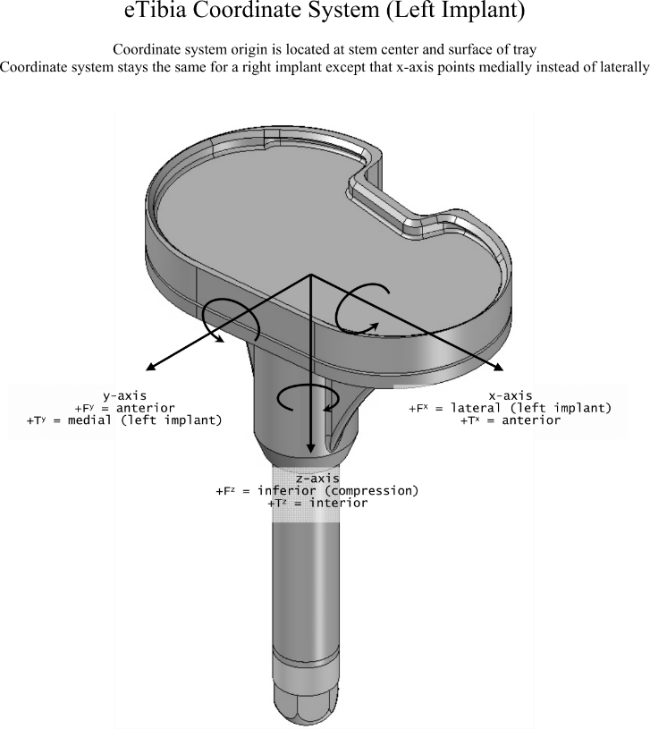 eTibia Coordinate System (Left Implant)
Coordinate system origin is located at stem center and surface of tray
Coordinate system stays the same for a right implant except that x-axis points medially instead of laterally
y-axis
+Fʸ = anterior
+Tʸ = medial (left implant)
x-axis
+Fˣ = lateral (left implant)
+Tˣ = anterior
z-axis
+Fᶻ = inferior (compression)
+Tᶻ = interior